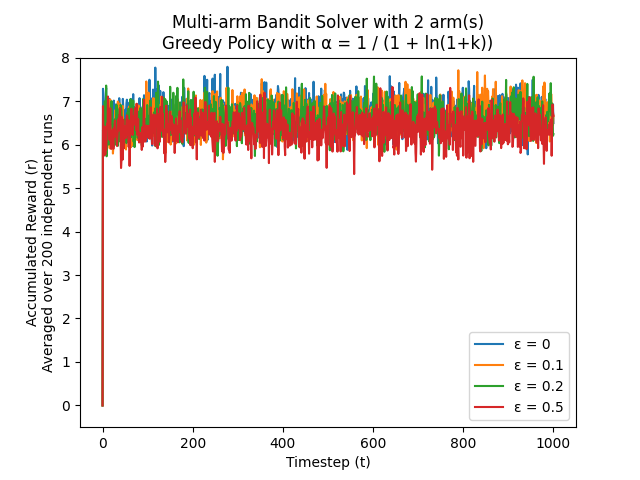 Multi-arm Bandit Solver with 2 arm(s)
Greedy Policy with α = 1 / (1 + ln(1+k))
Accumulated Reward (r)
Averaged over 200 independent runs
8
7
6
5
4
3
2
1
0
ε = 0
ε = 0.1
ε = 0.2
ε = 0.5
0
200
400
600
800
1000
Timestep (t)